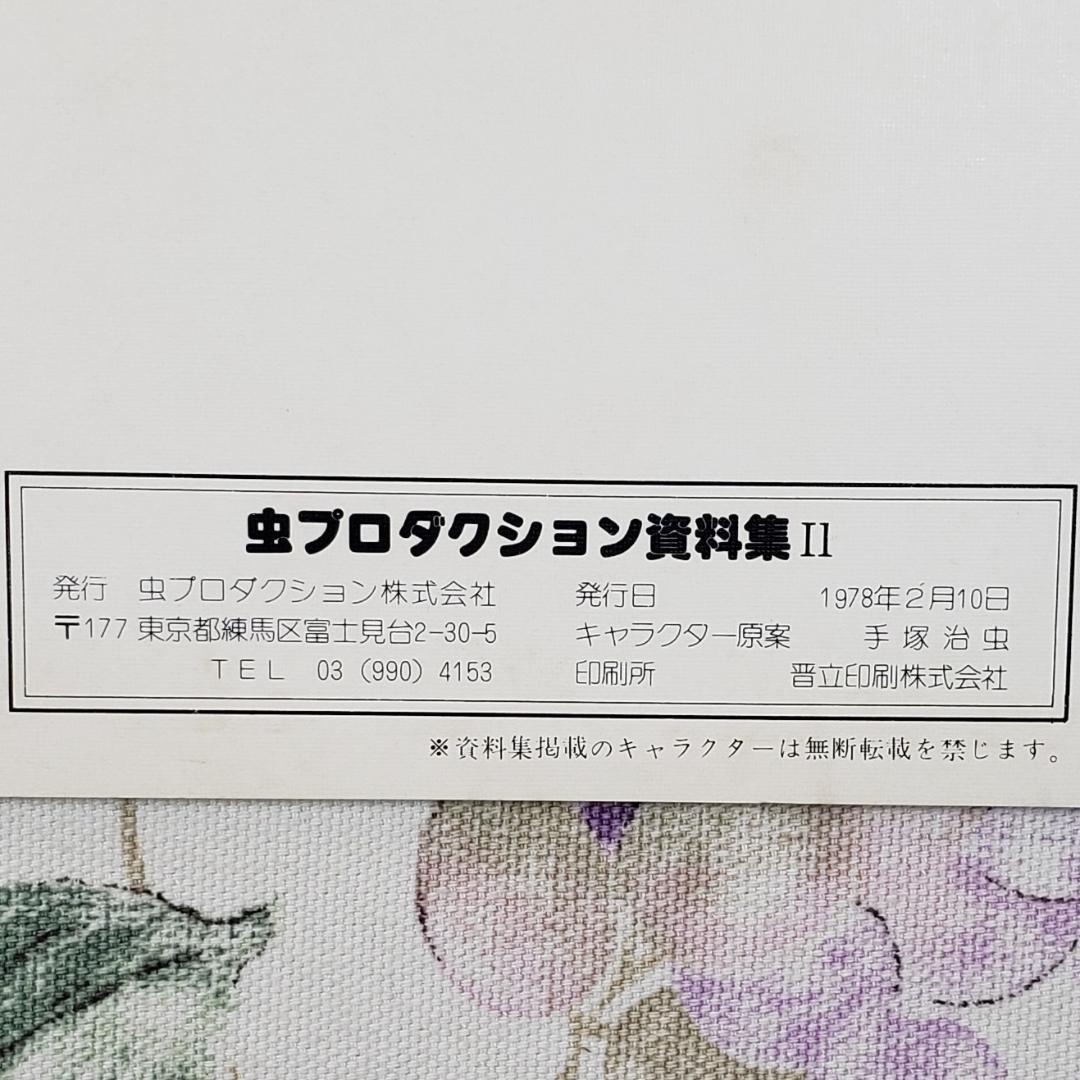 虫プロダクション資料集II
発行 虫プロダクション株式会社
〒177 東京都練馬区富士見台2-30-5
TEL 03 (990) 4153
発行日 1978年2月10日
キャラクター原案 手塚治虫
印刷所 晋立印刷株式会社
※資料集掲載のキャラクターは無断転載を禁じます。